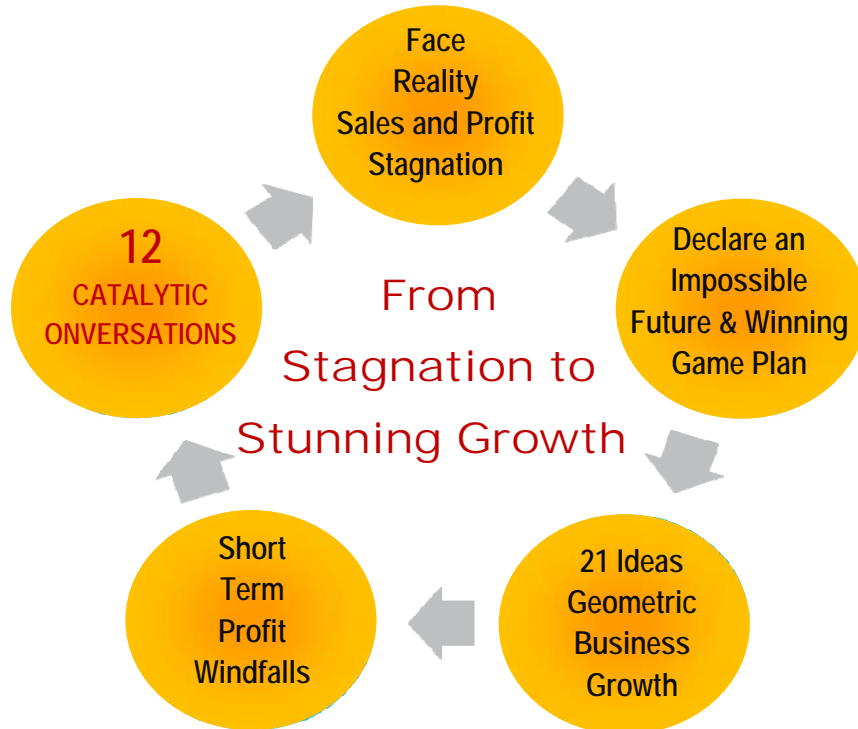 Face
Reality
Sales and Profit
Stagnation
Declare an
Impossible
Future & Winning
Game Plan
21 Ideas
Geometric
Business
Growth
Short
Term
Profit
Windfalls
12
CATALYTIC
ONVERSATIONS
From
Stagnation to
Stunning Growth